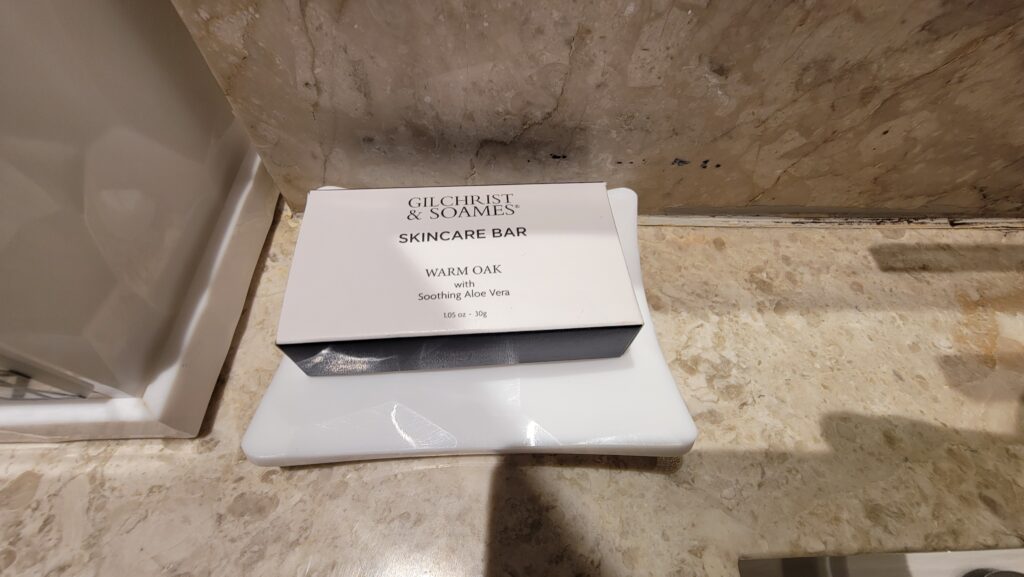 GILCHRIST
& SOAMES®
SKINCARE BAR
WARM OAK
with
Soothing Aloe Vera
1.05 oz - 30g